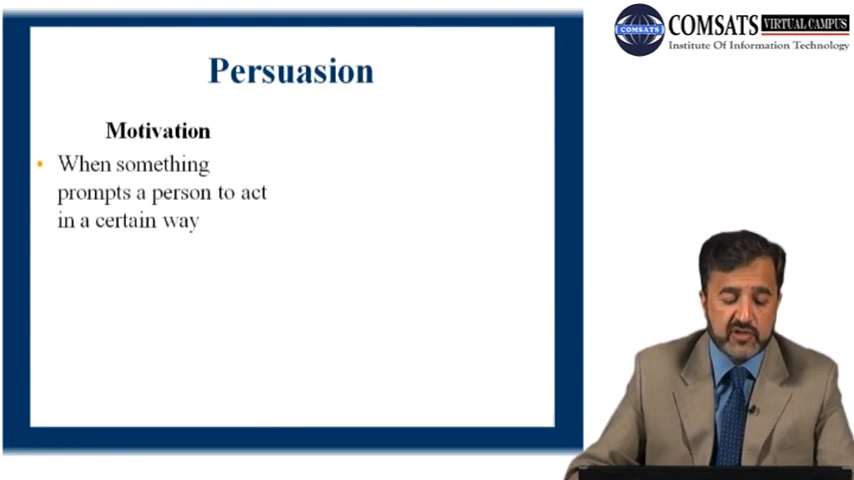 COMSATS VIRTUAL CAMPUS
COMSATS
Institute Of Information Technology
Persuasion
Motivation
• When something
prompts a person to act
in a certain way